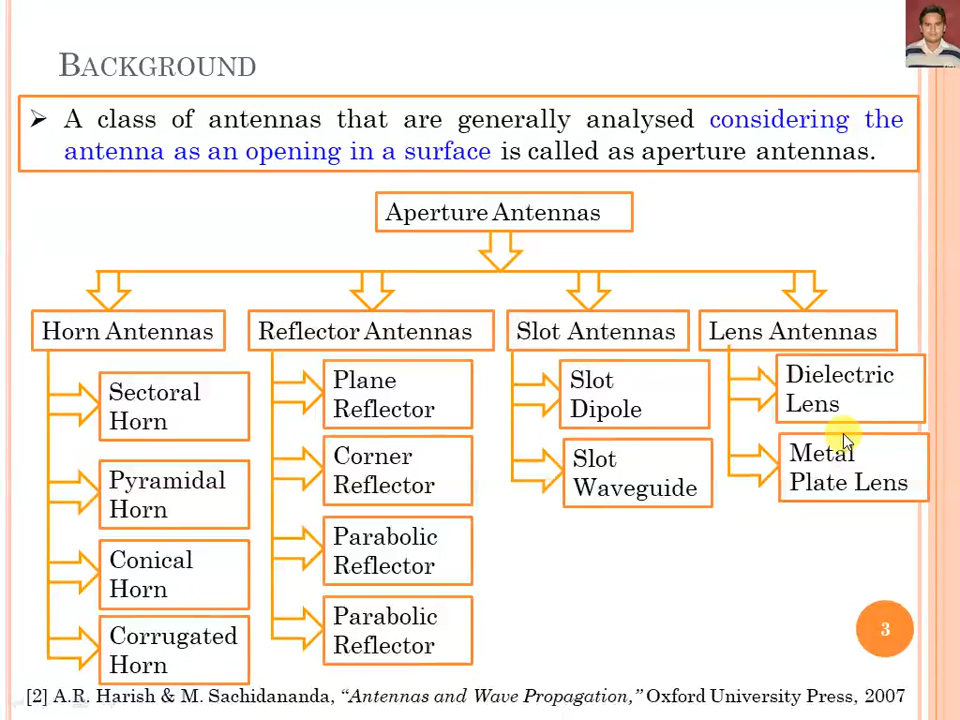 BACKGROUND
➢ A class of antennas that are generally analysed considering the
antenna as an opening in a surface is called as aperture antennas.
Aperture Antennas
Horn Antennas
Sectoral
Horn
Pyramidal
Horn
Conical
Horn
Corrugated
Horn
Reflector Antennas
Plane
Reflector
Corner
Reflector
Parabolic
Reflector
Parabolic
Reflector
Slot Antennas
Slot
Dipole
Slot
Waveguide
Lens Antennas
Dielectric
Lens
Metal
Plate Lens
3
[2] A.R. Harish & M. Sachidananda, “Antennas and Wave Propagation,” Oxford University Press, 2007